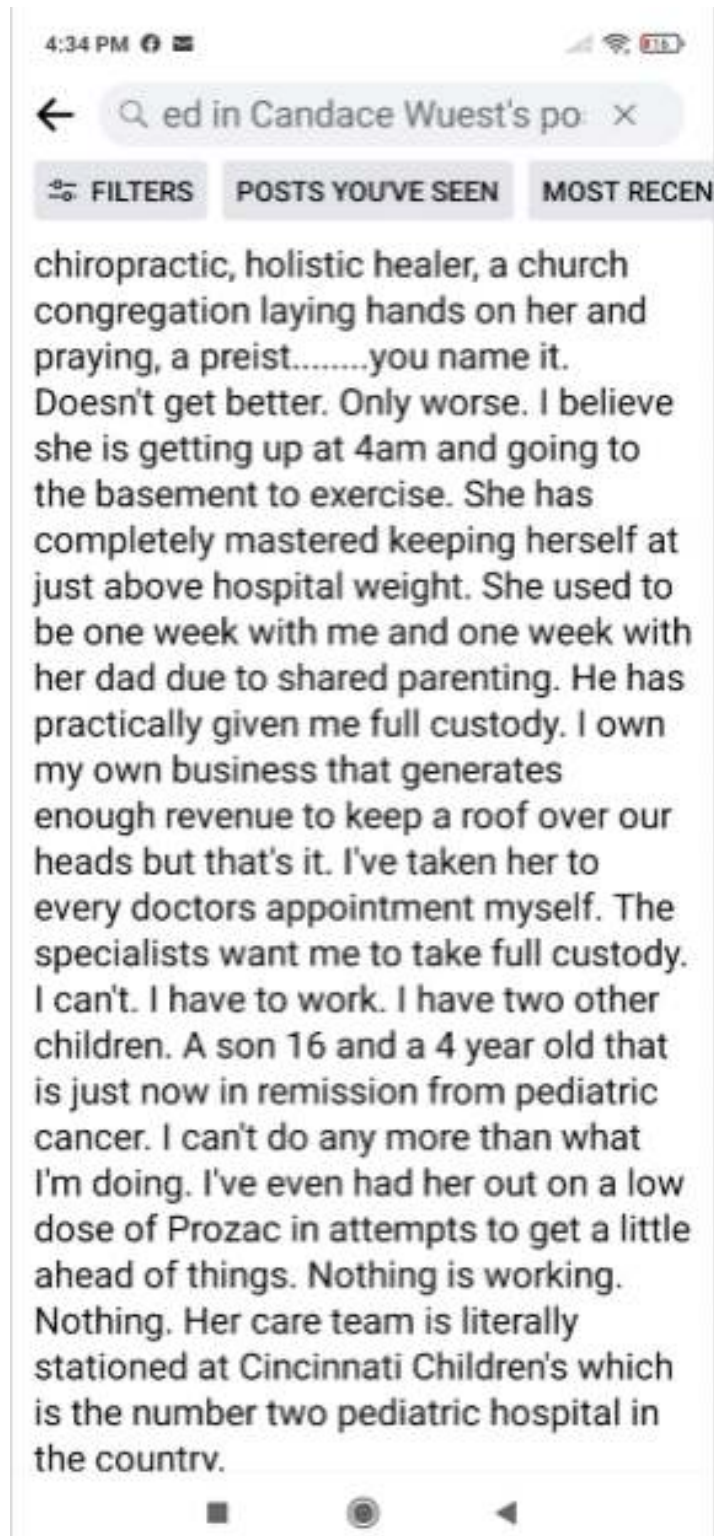 4:34 PM
16
ed in Candace Wuest's po
FILTERS POSTS YOU'VE SEEN MOST RECEN
chiropractic, holistic healer, a church
congregation laying hands on her and
praying, a preist........you name it.
Doesn't get better. Only worse. I believe
she is getting up at 4am and going to
the basement to exercise. She has
completely mastered keeping herself at
just above hospital weight. She used to
be one week with me and one week with
her dad due to shared parenting. He has
practically given me full custody. I own
my own business that generates
enough revenue to keep a roof over our
heads but that's it. I've taken her to
every doctors appointment myself. The
specialists want me to take full custody.
I can't. I have to work. I have two other
children. A son 16 and a 4 year old that
is just now in remission from pediatric
cancer. I can't do any more than what
I'm doing. I've even had her out on a low
dose of Prozac in attempts to get a little
ahead of things. Nothing is working.
Nothing. Her care team is literally
stationed at Cincinnati Children's which
is the number two pediatric hospital in
the country.